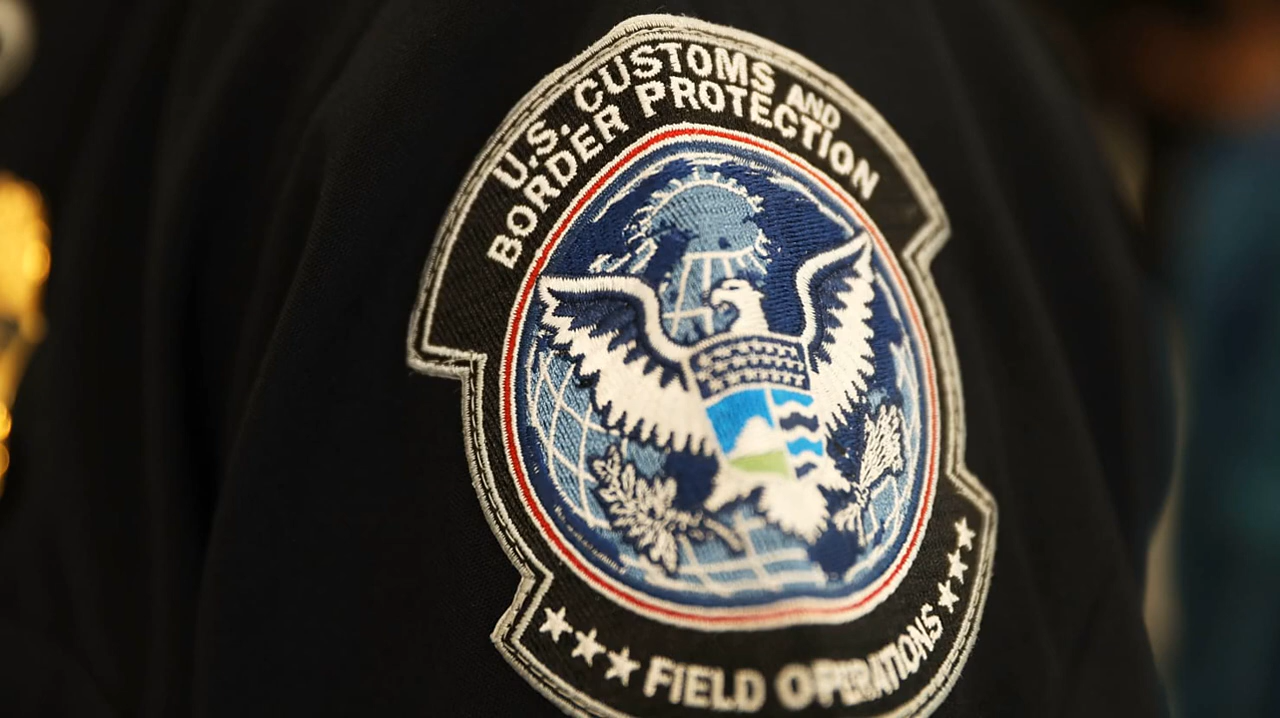 U.S. CUSTOMS AND
BORDER PROTECTION
FIELD OPERATIONS